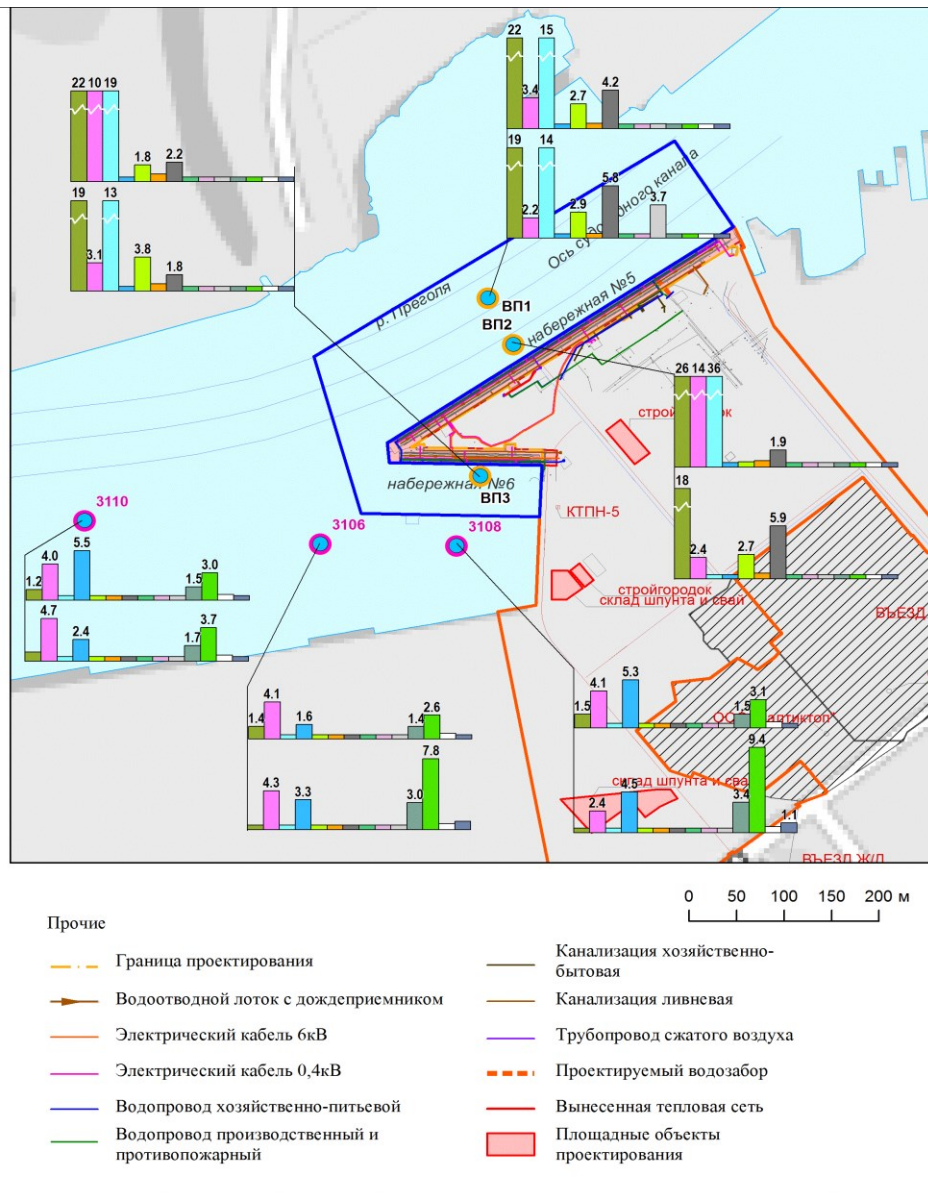 22 10 19
1.8
2.2
19
3.1
13
3.8
1.8
22
3.4
15
2.7
4.2
19
2.2
14
2.9
5.8
3.7
Ось судоходного канала
р. Преголя
ВП1
ВП2
набережная №5
26 14 36
1.9
18
2.4
2.7
5.9
набережная №6
ВП3
КТПН-5
стройгородок
склад шпунта и свай
ВЪЕЗД
3110
3106
3108
1.2
4.0
5.5
1.5
3.0
4.7
2.4
1.7
3.7
1.4
4.1
1.6
1.4
2.6
4.3
3.3
3.0
7.8
1.5
4.1
5.3
1.5
3.1
2.4
4.5
3.4
9.4
1.1
ВЪЕЗД Ж/Д
0 50 100 150 200 м
Прочие
Граница проектирования
Водоотводной лоток с дождеприемником
Электрический кабель 6кВ
Электрический кабель 0,4кВ
Водопровод хозяйственно-питьевой
Водопровод производственный и
противопожарный
Канализация хозяйственно-
бытовая
Канализация ливневая
Трубопровод сжатого воздуха
Проектируемый водозабор
Вынесенная тепловая сеть
Площадные объекты
проектирования